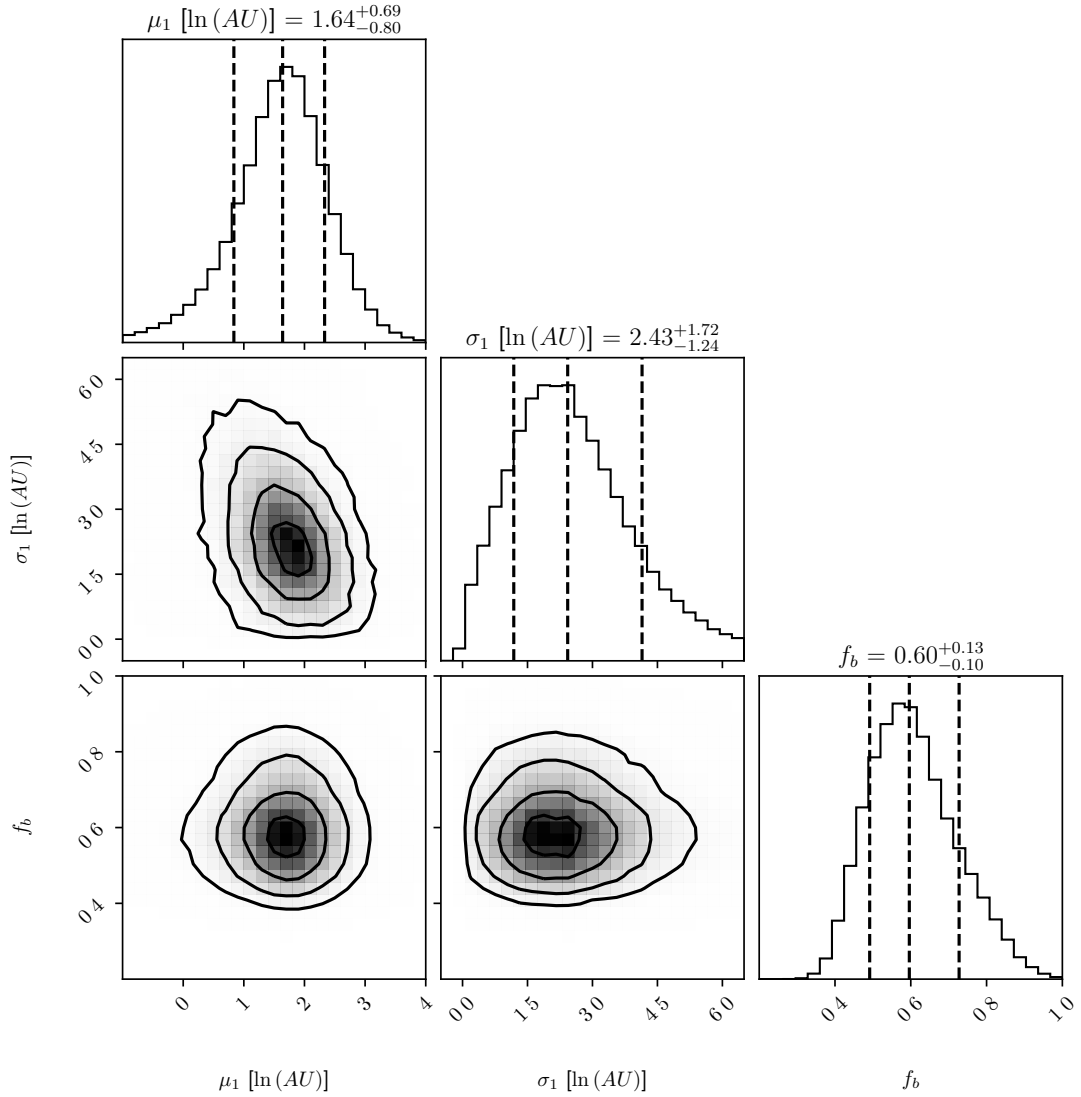 μ₁ [ln (AU)] = 1.64 +0.69 −0.80
σ₁ [ln (AU)] = 2.43 +1.72 −1.24
6 0
4 5
3 0
1 5
0 0
σ₁ [ln (AU)]
f_b = 0.60 +0.13 −0.10
1 0
0 8
0 6
0 4
f_b
0 1 2 3 4
0 0 1 5 3 0 4 5 6 0
0 4 0 6 0 8 1 0
μ₁ [ln (AU)]
σ₁ [ln (AU)]
f_b